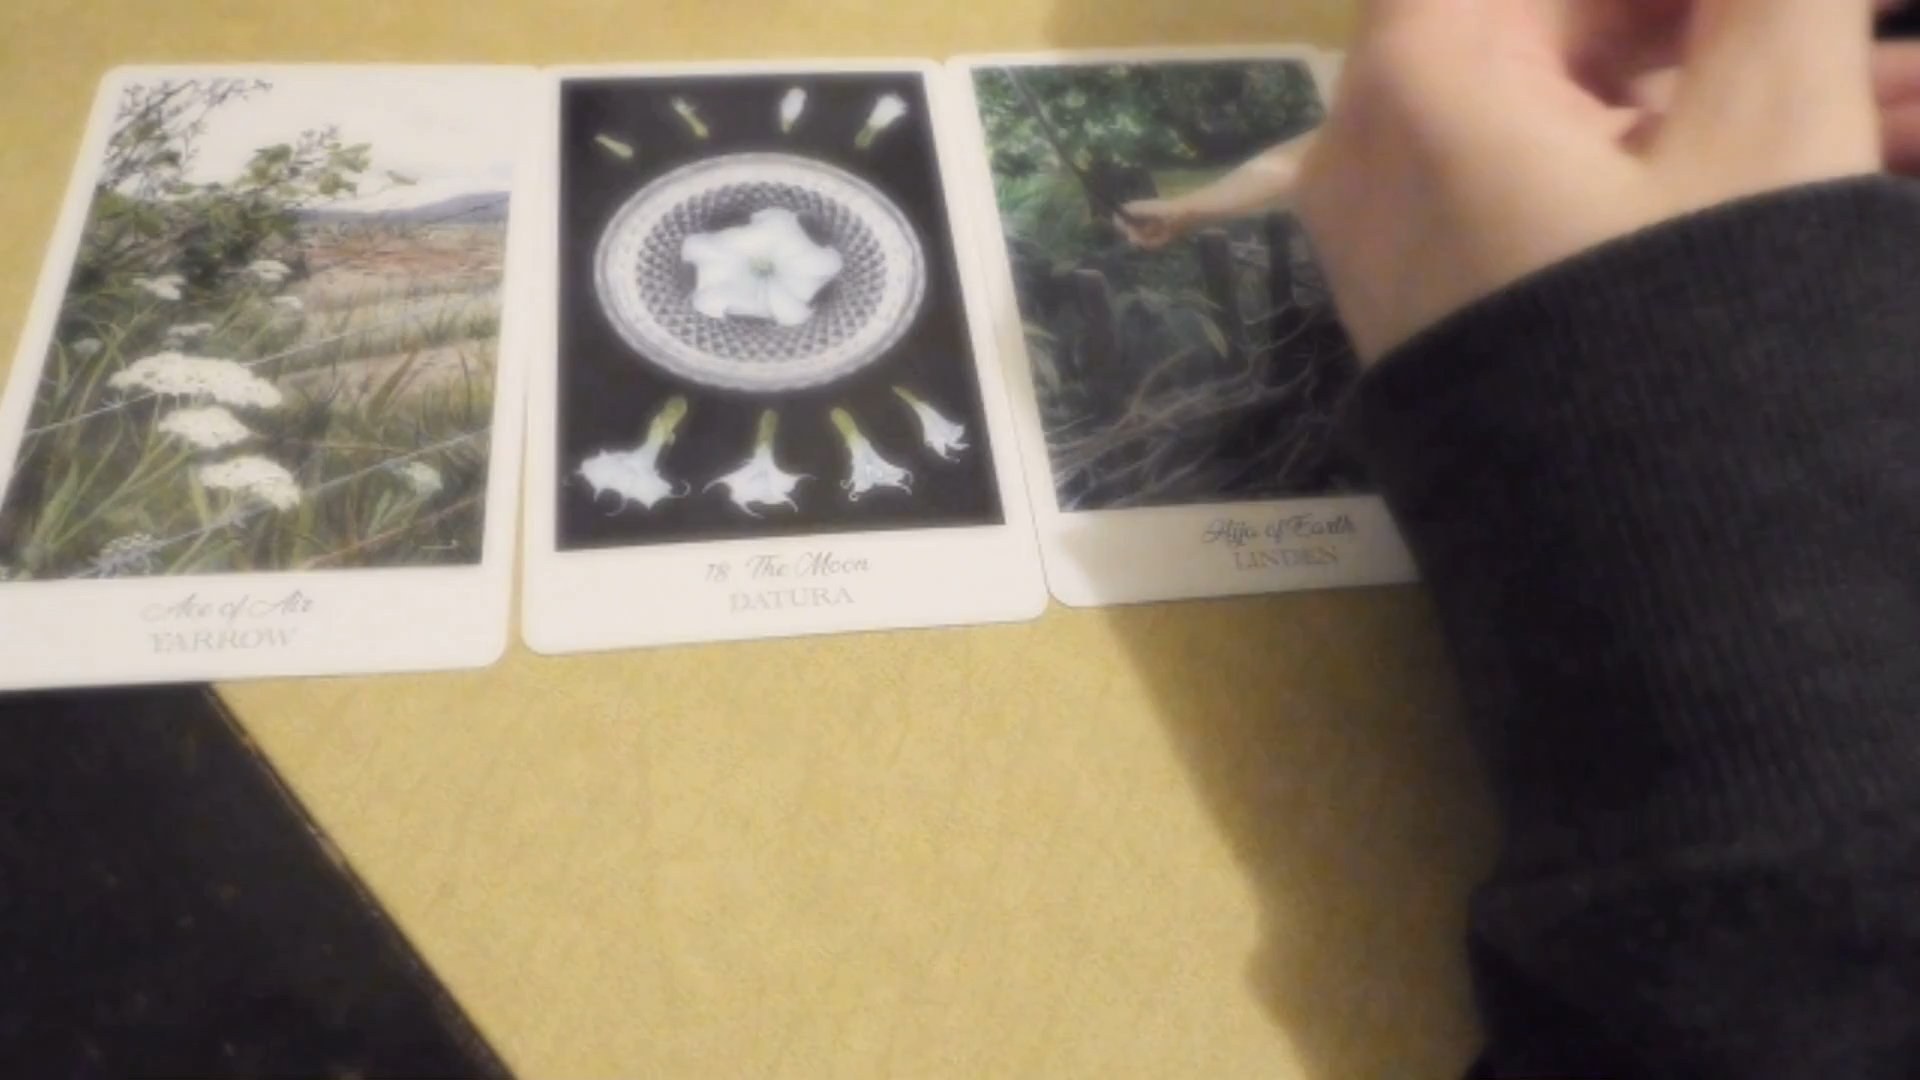 Ace of Air
YARROW
18 The Moon
DATURA
of Earth
LINDEN